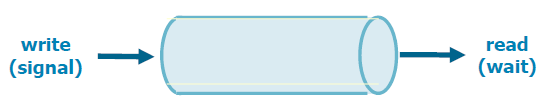 write
(signal)
read
(wait)